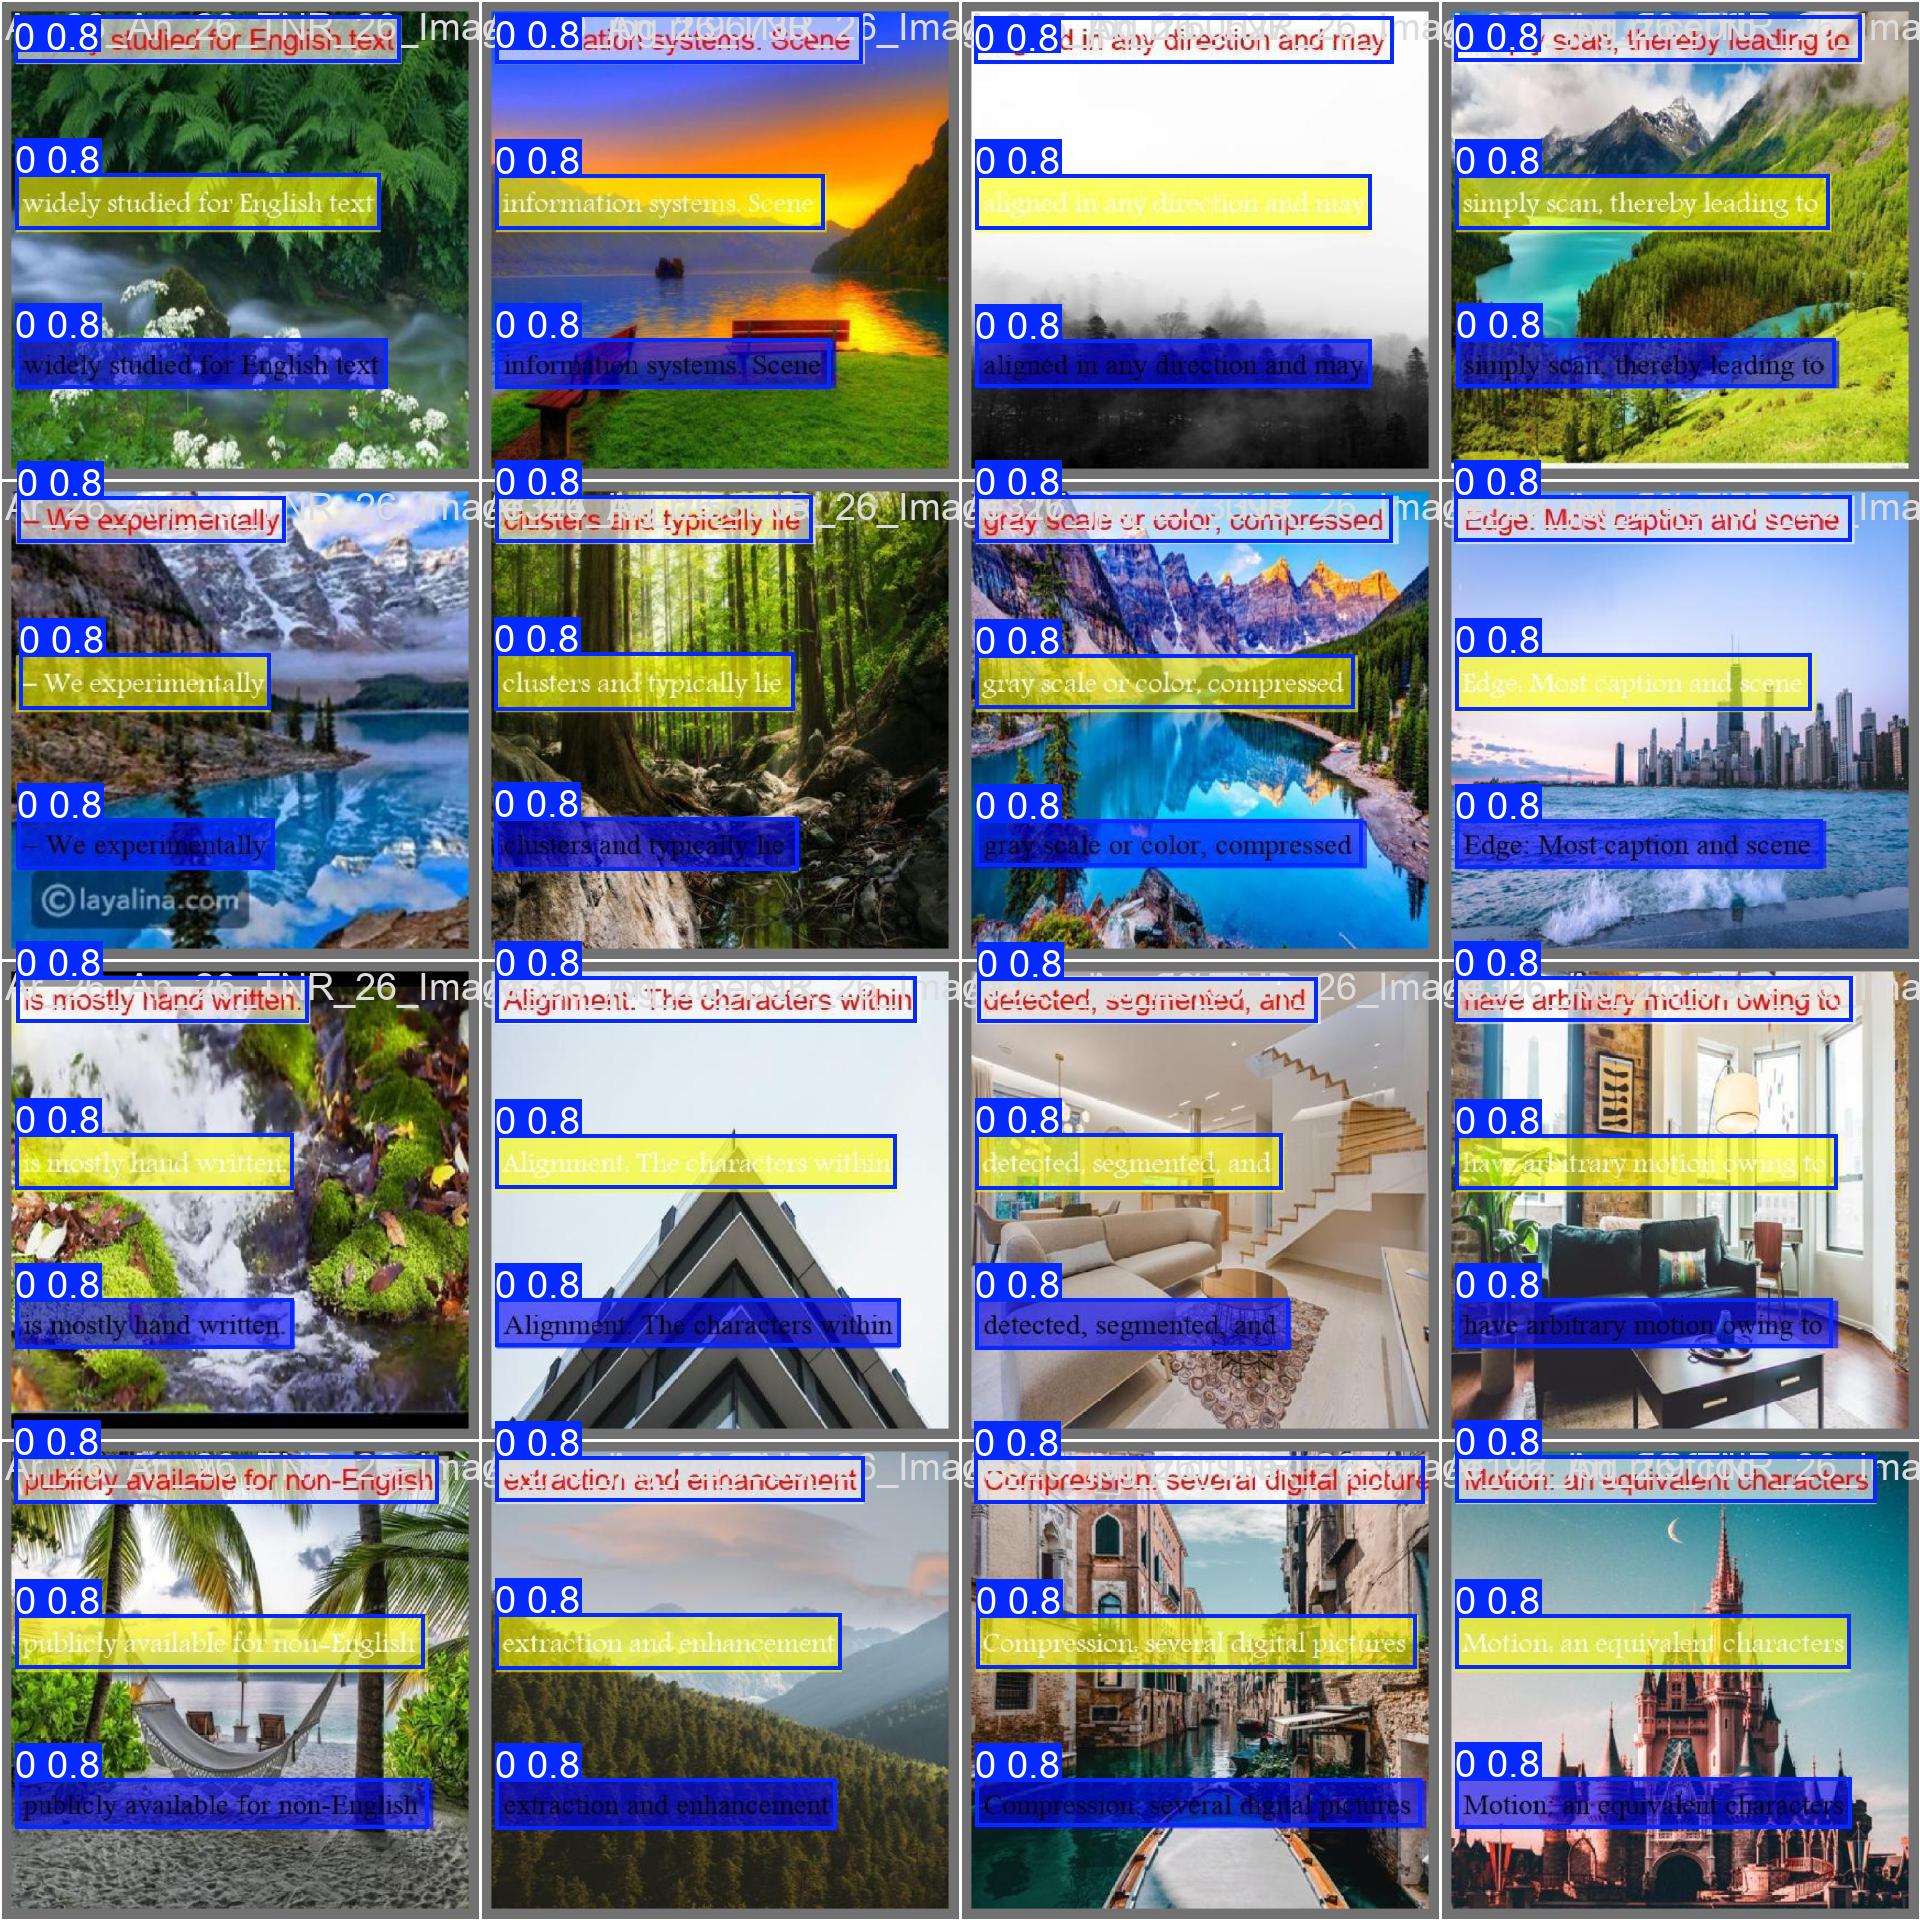 0 0.8 studied for English text
0 0.8
widely studied for English text
0 0.8
widely studied for English text
0 0.8 ation systems. Scene
0 0.8
information systems. Scene
0 0.8
information systems. Scene
0 0.8 d in any direction and may
0 0.8
aligned in any direction and may
0 0.8
aligned in any direction and may
0 0.8 y scan, thereby leading to
0 0.8
simply scan, thereby leading to
0 0.8
simply scan, thereby leading to
0 0.8
– We experimentally
0 0.8
– We experimentally
0 0.8
– We experimentally
© layalina.com
0 0.8
clusters and typically lie
0 0.8
clusters and typically lie
0 0.8
clusters and typically lie
0 0.8
gray scale or color, compressed
0 0.8
gray scale or color, compressed
0 0.8
gray scale or color, compressed
0 0.8
Edge: Most caption and scene
0 0.8
Edge: Most caption and scene
0 0.8
Edge: Most caption and scene
0 0.8
is mostly hand written.
0 0.8
is mostly hand written.
0 0.8
is mostly hand written.
0 0.8
Alignment: The characters within
0 0.8
Alignment: The characters within
0 0.8
Alignment: The characters within
0 0.8
detected, segmented, and
0 0.8
detected, segmented, and
0 0.8
detected, segmented, and
0 0.8
have arbitrary motion owing to
0 0.8
have arbitrary motion owing to
0 0.8
have arbitrary motion owing to
0 0.8
publicly available for non-English
0 0.8
publicly available for non-English
0 0.8
publicly available for non-English
0 0.8
extraction and enhancement
0 0.8
extraction and enhancement
0 0.8
extraction and enhancement
0 0.8
Compression: several digital picture
0 0.8
Compression: several digital pictures
0 0.8
Compression: several digital pictures
0 0.8
Motion: an equivalent characters
0 0.8
Motion: an equivalent characters
0 0.8
Motion: an equivalent characters